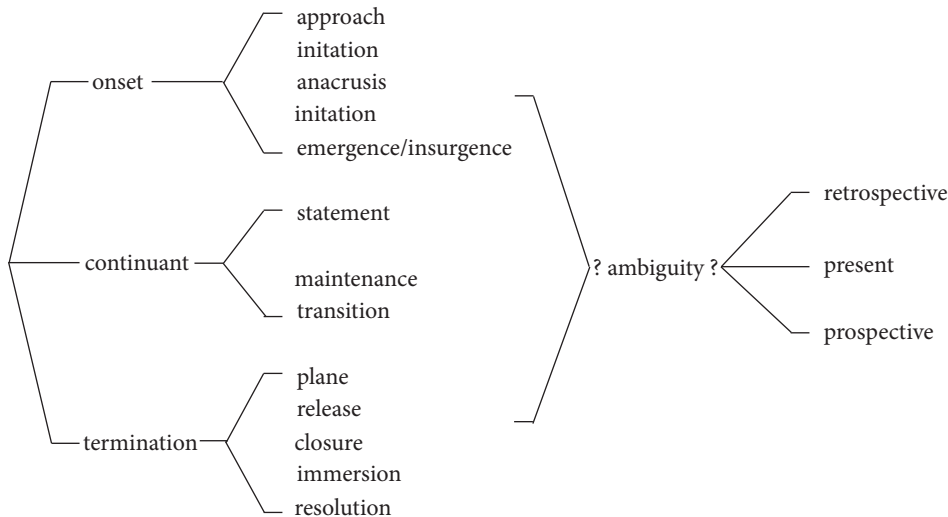 onset
approach
initation
anacrusis
initation
emergence/insurgence
continuant
statement
maintenance
transition
termination
plane
release
closure
immersion
resolution
? ambiguity ?
retrospective
present
prospective